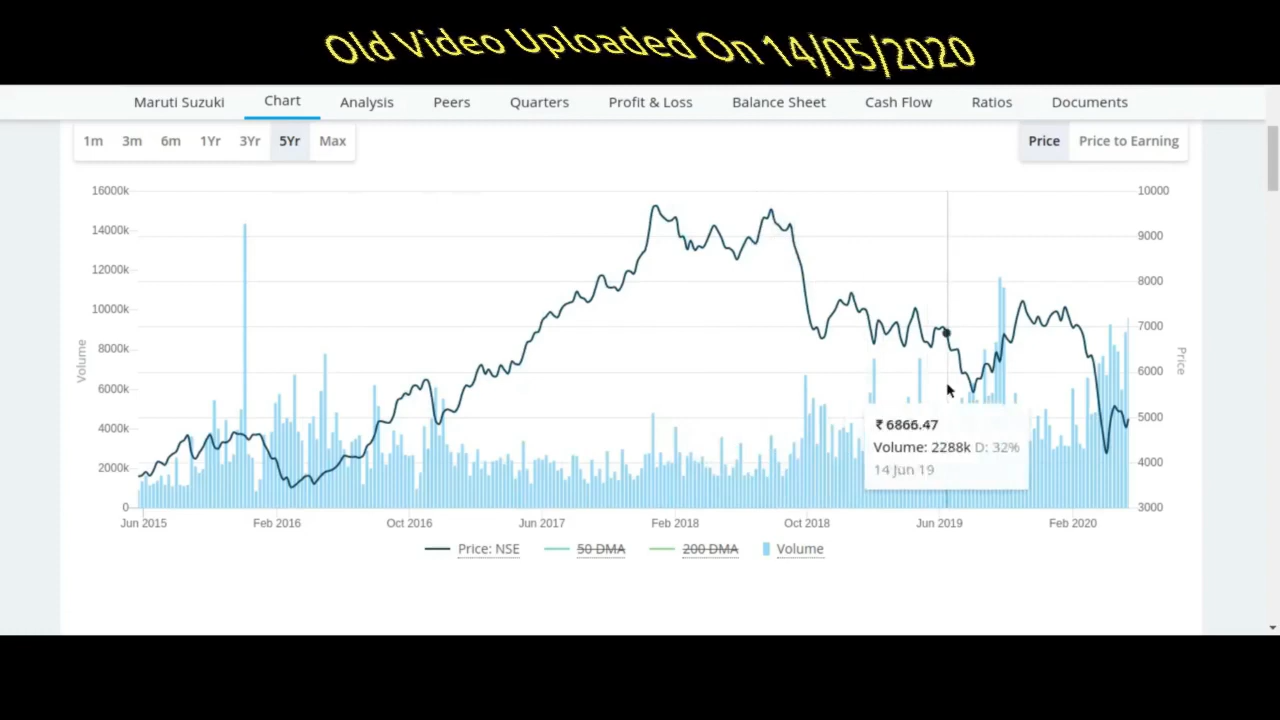 Old Video Uploaded On 14/05/2020
Maruti Suzuki Chart Analysis Peers Quarters Profit & Loss Balance Sheet Cash Flow Ratios Documents
1m 3m 6m 1Yr 3Yr 5Yr Max Price Price to Earning
16000k 10000
14000k 9000
12000k 8000
10000k 7000
8000k 6000
6000k 5000
4000k 4000
2000k 3000
0
Volume
Price
₹ 6866.47
Volume: 2288k D: 32%
14 Jun 19
Jun 2015 Feb 2016 Oct 2016 Jun 2017 Feb 2018 Oct 2018 Jun 2019 Feb 2020
Price: NSE 50 DMA 200 DMA Volume